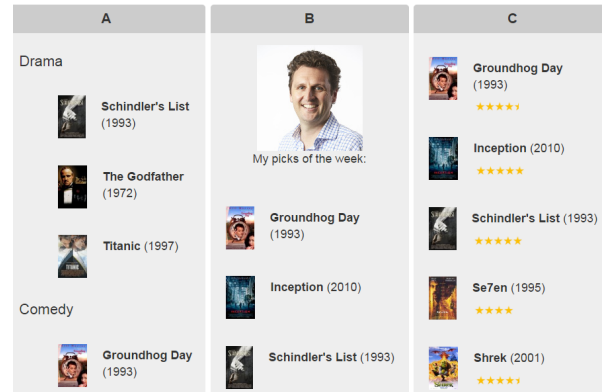 A
Drama
Schindler's List
(1993)
The Godfather
(1972)
Titanic (1997)
Comedy
Groundhog Day
(1993)
B
My picks of the week:
Groundhog Day
(1993)
Inception (2010)
Schindler's List (1993)
C
Groundhog Day
(1993)
Inception (2010)
Schindler's List (1993)
Se7en (1995)
Shrek (2001)